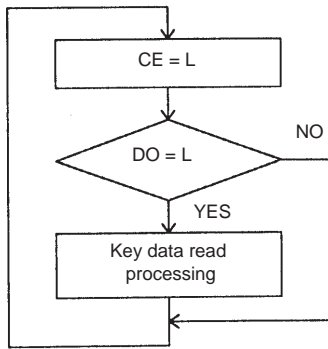 CE = L
DO = L
NO
YES
Key data read
processing